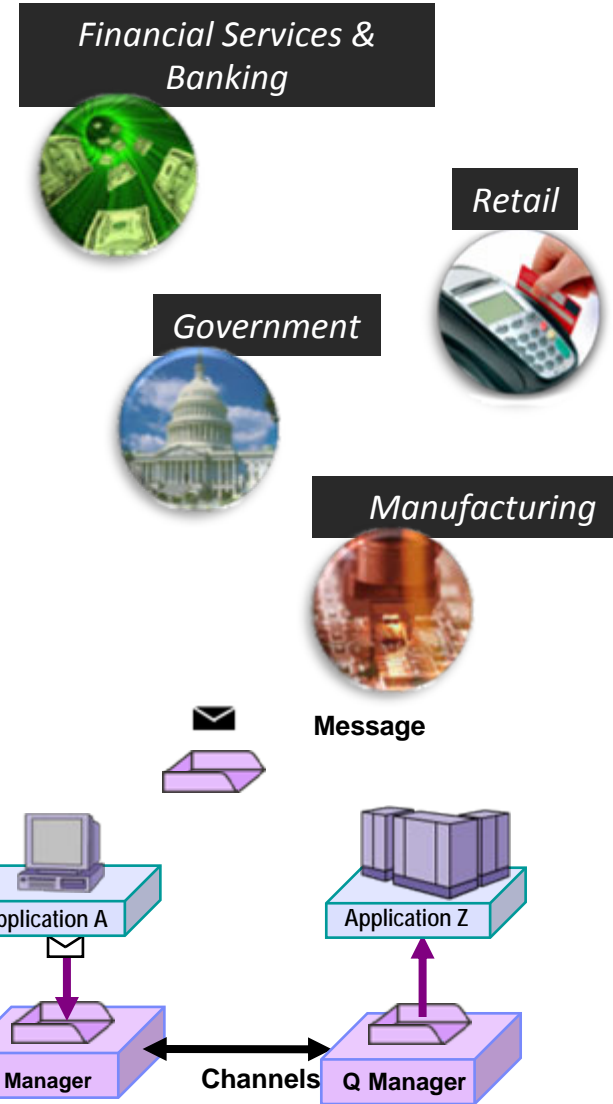 Financial Services &
Banking
Retail
Government
Manufacturing
Message
pplication A
Application Z
Manager
Channels
Q Manager